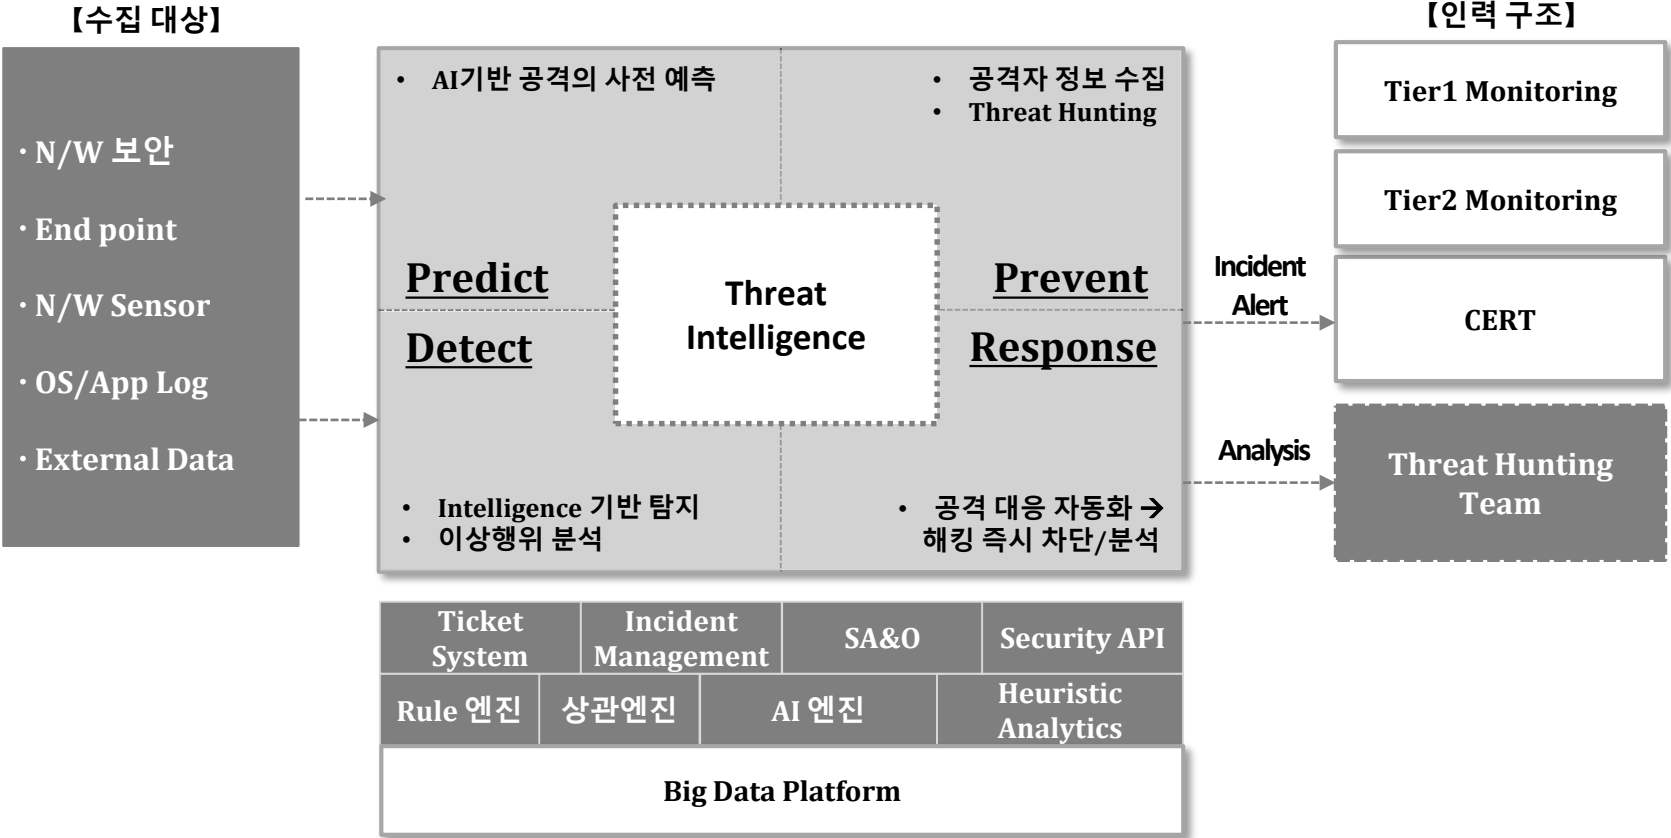 【수집 대상】
· N/W 보안
· End point
· N/W Sensor
· OS/App Log
· External Data
• AI기반 공격의 사전 예측
Predict
• 공격자 정보 수집
• Threat Hunting
Prevent
Threat
Intelligence
Detect
• Intelligence 기반 탐지
• 이상행위 분석
Response
• 공격 대응 자동화 →
해킹 즉시 차단/분석
Incident
Alert
Analysis
【인력 구조】
Tier1 Monitoring
Tier2 Monitoring
CERT
Threat Hunting
Team
Ticket
System
Incident
Management
SA&O
Security API
Rule 엔진
상관엔진
AI 엔진
Heuristic
Analytics
Big Data Platform